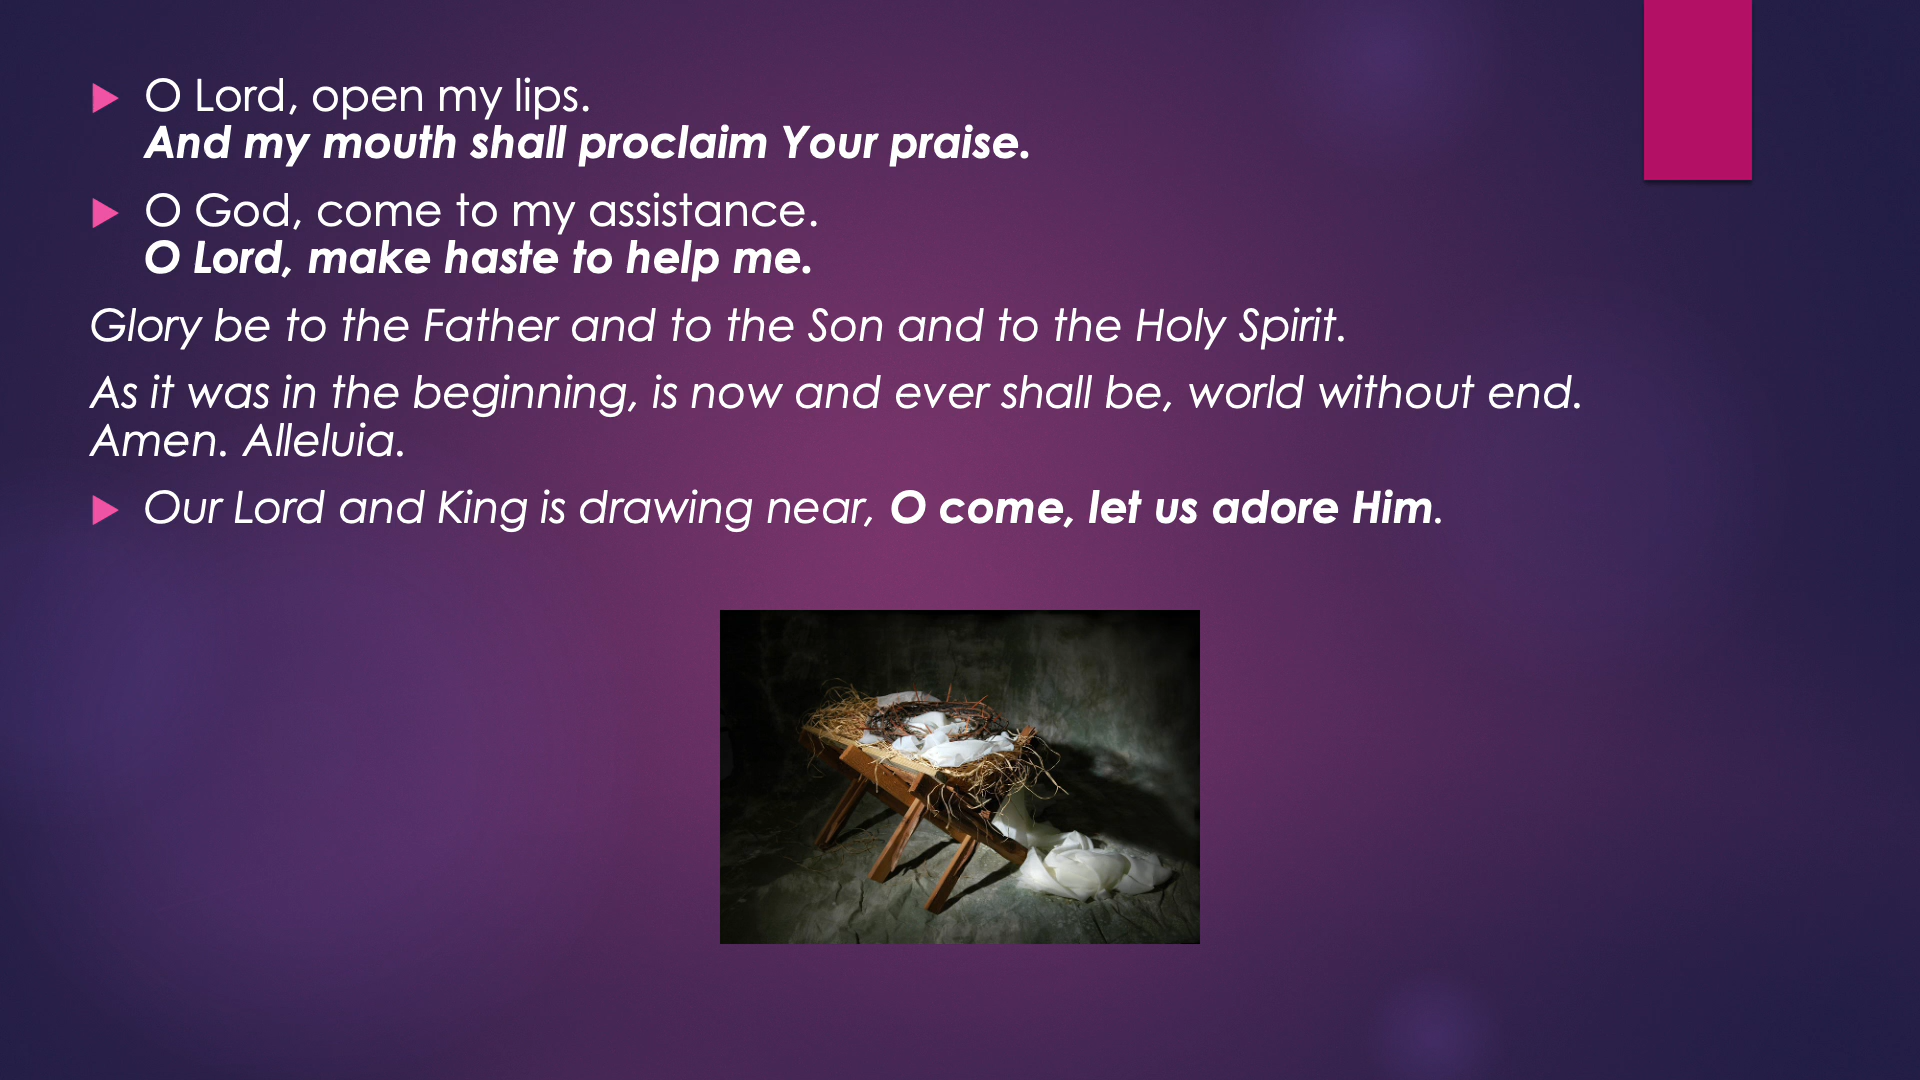 O Lord, open my lips.
And my mouth shall proclaim Your praise.
O God, come to my assistance.
O Lord, make haste to help me.
Glory be to the Father and to the Son and to the Holy Spirit.
As it was in the beginning, is now and ever shall be, world without end.
Amen. Alleluia.
Our Lord and King is drawing near, O come, let us adore Him.